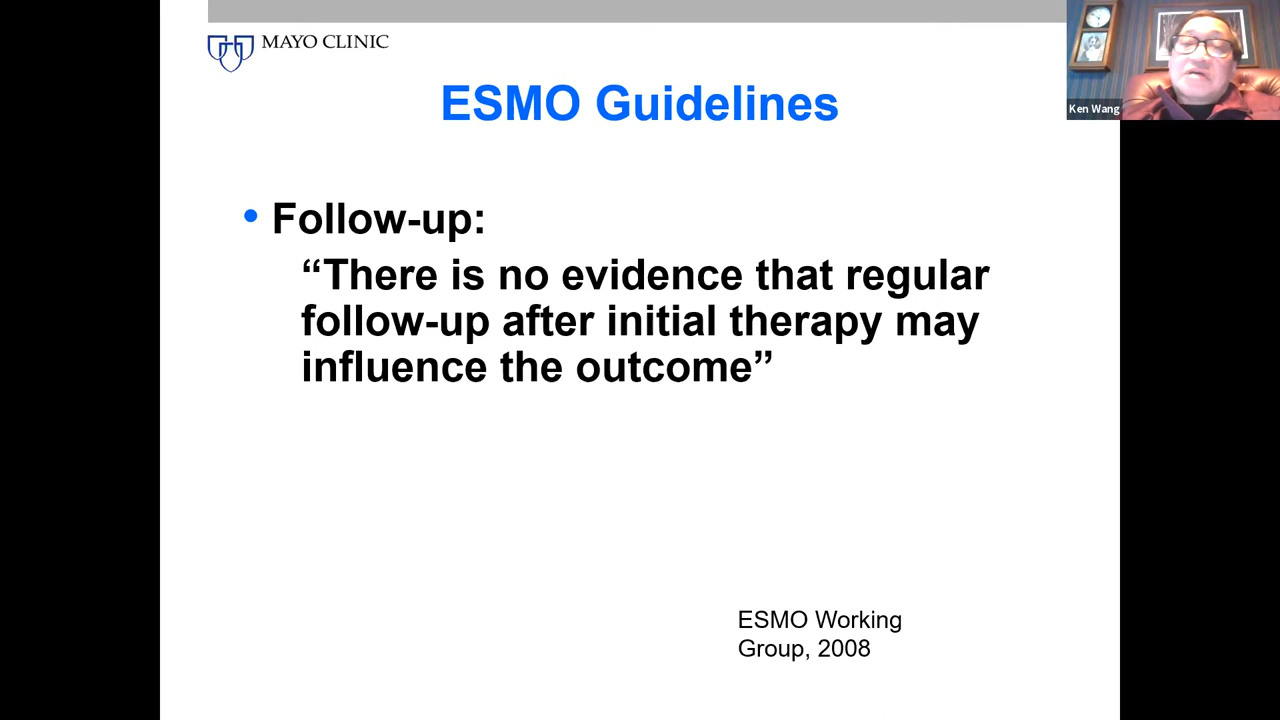 MAYO CLINIC
ESMO Guidelines
• Follow-up:
“There is no evidence that regular
follow-up after initial therapy may
influence the outcome”
ESMO Working
Group, 2008
Ken Wang